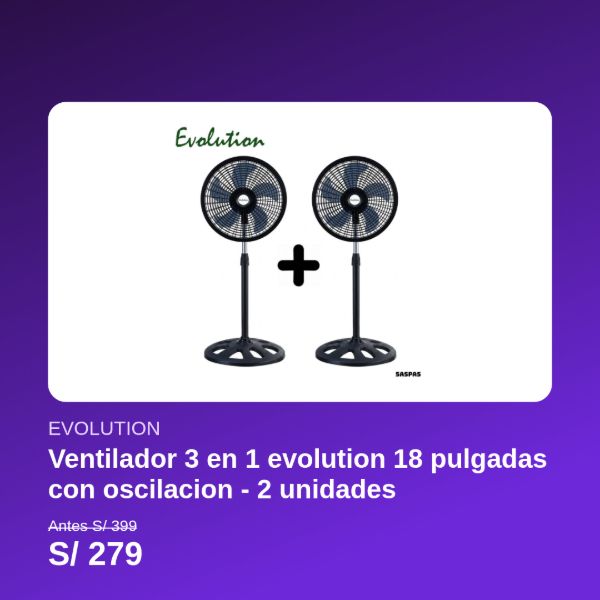 Evolution
SASPAS
EVOLUTION
Ventilador 3 en 1 evolution 18 pulgadas
con oscilacion - 2 unidades
Antes S/ 399
S/ 279